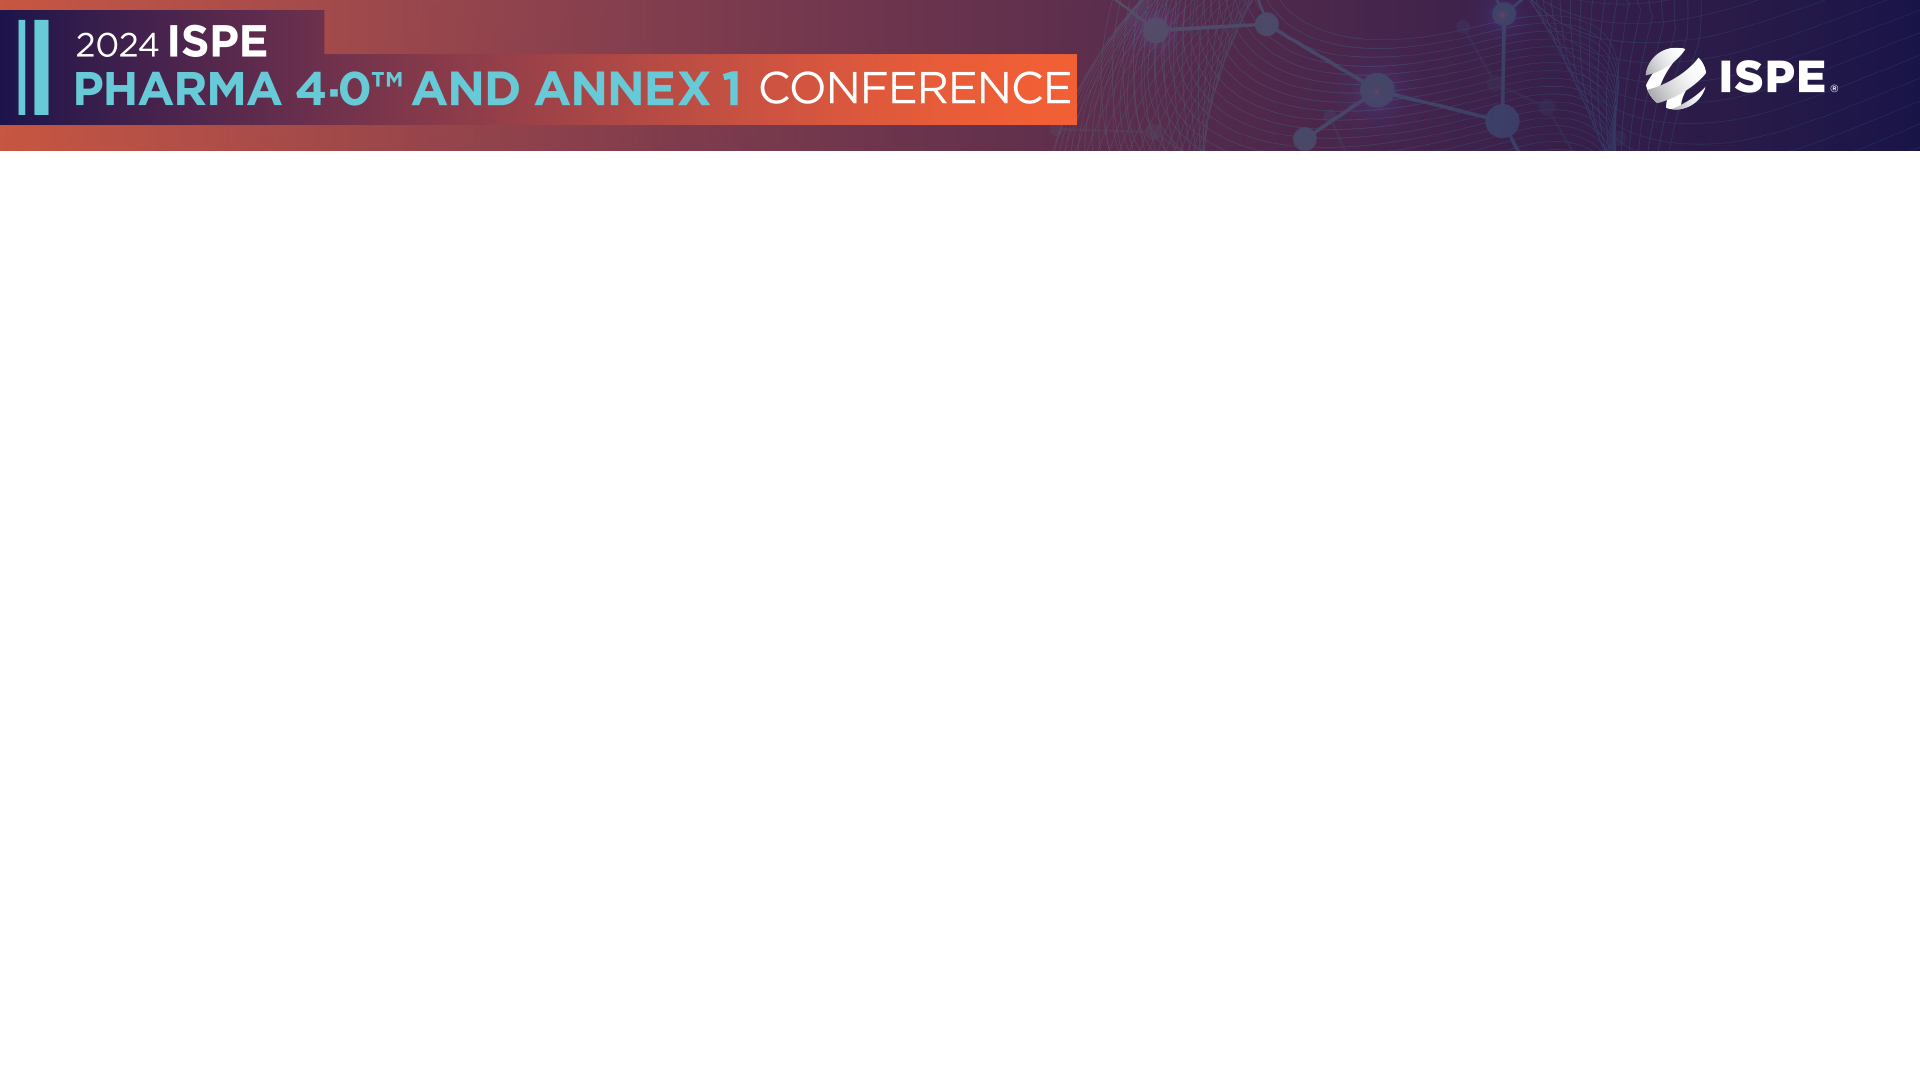 2024 ISPE
PHARMA 4.0™ AND ANNEX 1 CONFERENCE
ISPE®